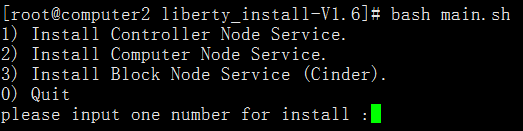 [root@computer2 liberty_install-V1.6]# bash main.sh
1) Install Controller Node Service.
2) Install Computer Node Service.
3) Install Block Node Service (Cinder).
0) Quit
please input one number for install :